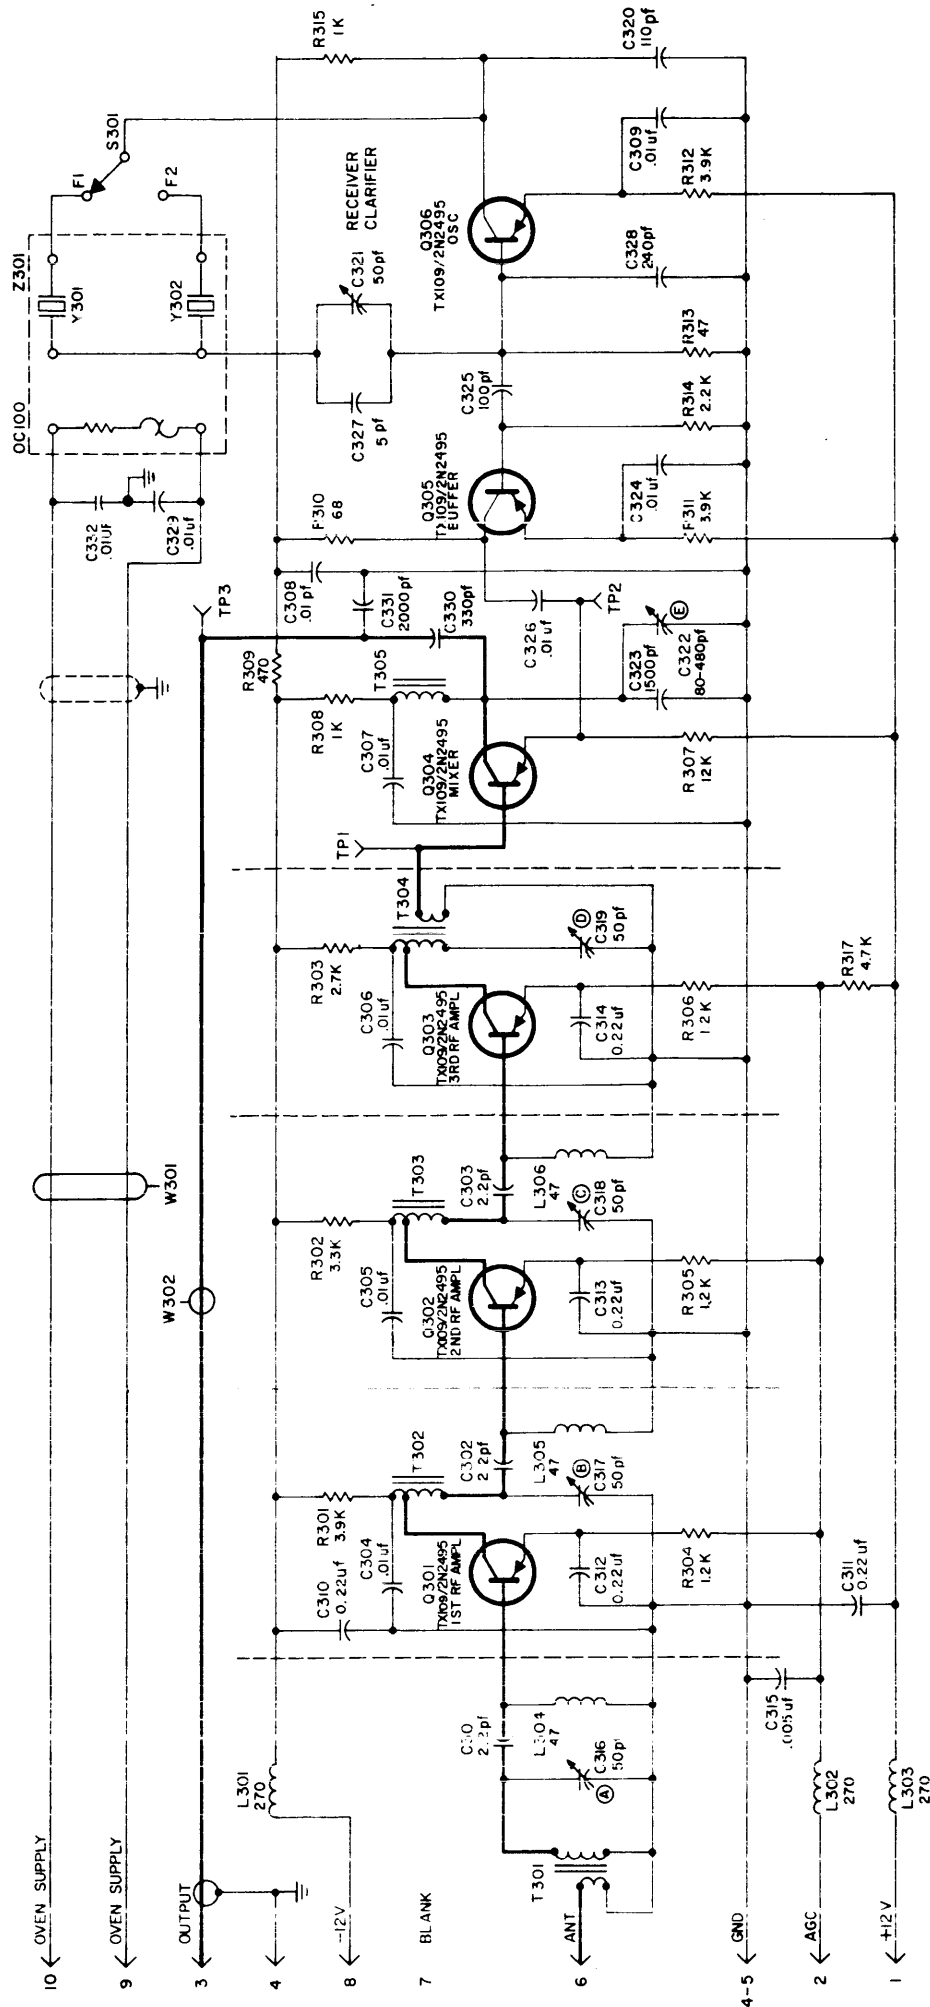 10
OVEN SUPPLY
9
OVEN SUPPLY
3
OUTPUT
4
8
-12V
7
BLANK
6
ANT
4-5
GND
2
AGC
1
+12V
W302
W301
OC100
Z301
Y301
Y302
F1
F2
S301
C332
.01UF
C329
.01uf
TP3
L301
270
T301
C316
50pf
A
L304
47
2.2pf
L302
270
L303
270
C315
.005uf
C310
0.22uf
R301
3.9K
C304
.01uf
Q301
TX109/2N2495
1ST RF AMPL
T302
C302
2.2pf
L305
47
B
C317
50pf
C312
0.22uf
R304
1.2K
C311
0.22uf
R302
3.3K
C305
.01uf
Q302
TX109/2N2495
2ND RF AMPL
T303
C303
2.2pf
L306
47
C
C318
50pf
C313
0.22uf
R305
1.2K
R303
2.7K
C306
.01uf
Q303
TX109/2N2495
3RD RF AMPL
T304
D
C319
50pf
C314
0.22uf
R306
1.2K
R317
4.7K
TP1
R309
470
R308
1K
C307
.01uf
T305
Q304
TX109/2N2495
MIXER
C308
.01pf
C331
2000pf
C330
330pf
C326
.01uf
TP2
C323
1500pf
C322
80-480pf
E
R307
12K
R310
68
Q305
TX109/2N2495
BUFFER
C324
.01uf
R311
3.9K
C327
5pf
C321
50pf
RECEIVER
CLARIFIER
C325
100pf
R314
2.2K
R313
47
Q306
TX109/2N2495
OSC
C328
240pf
C309
.01uf
R312
3.9K
R315
1K
C320
110pf